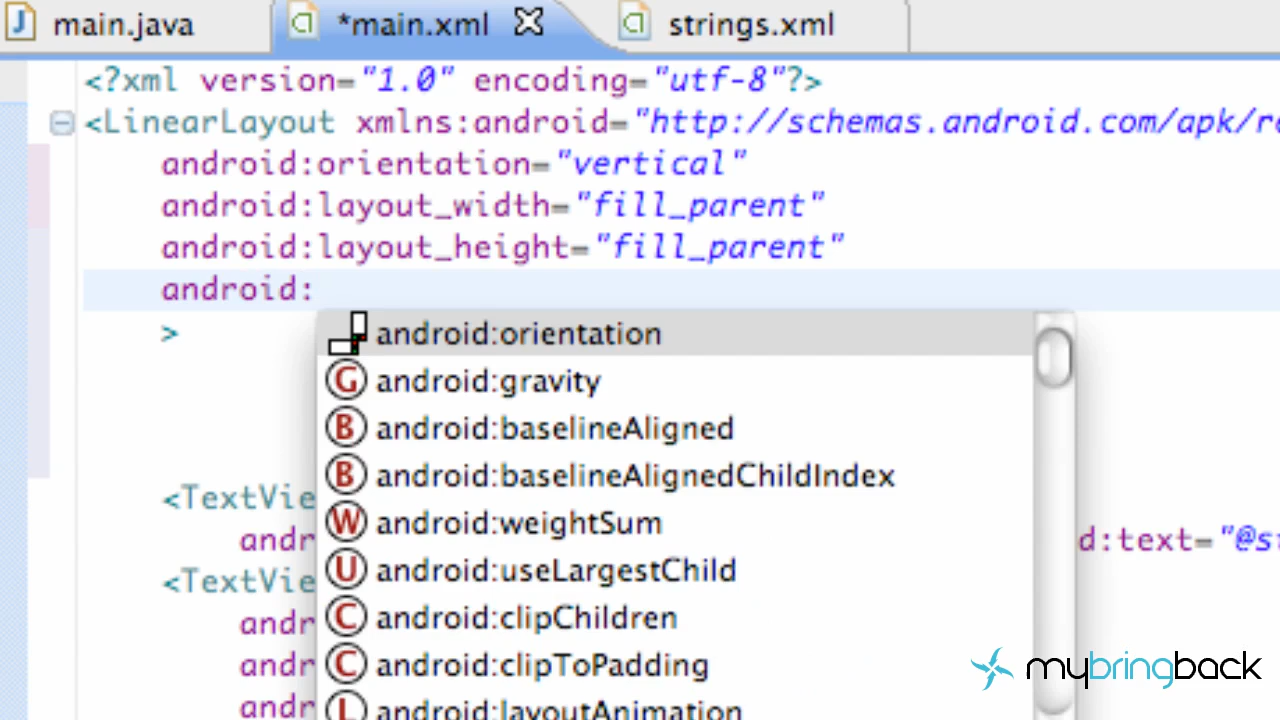 main.java *main.xml strings.xml
<?xml version="1.0" encoding="utf-8"?>
<LinearLayout xmlns:android="http://schemas.android.com/apk/re
android:orientation="vertical"
android:layout_width="fill_parent"
android:layout_height="fill_parent"
android:
>
android:orientation
android:gravity
android:baselineAligned
android:baselineAlignedChildIndex
<TextVie
android:weightSum
andr
d:text="@st
android:useLargestChild
<TextVie
android:clipChildren
andr
android:clipToPadding
andr
android:layoutAnimation
andr
mybringback